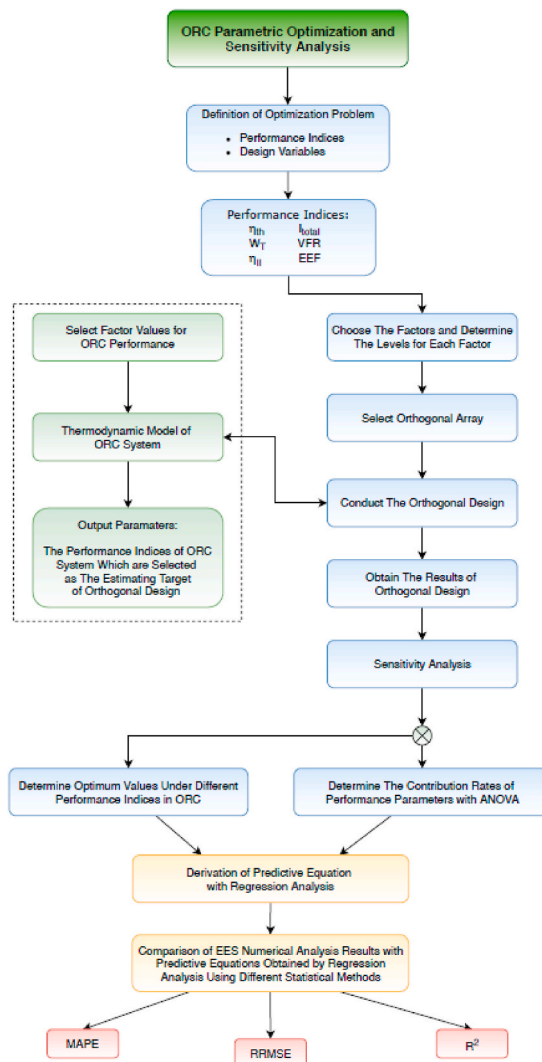 ORC Parametric Optimization and
Sensitivity Analysis
Definition of Optimization Problem
• Performance Indices
• Design Variables
Performance Indices:
ηth Itotal
WT VFR
ηII EEF
Select Factor Values for
ORC Performance
Thermodynamic Model of
ORC System
Output Paramaters:
The Performance Indices of ORC
System Which are Selected
as The Estimating Target
of Orthogonal Design
Choose The Factors and Determine
The Levels for Each Factor
Select Orthogonal Array
Conduct The Orthogonal Design
Obtain The Results of
Orthogonal Design
Sensitivity Analysis
Determine Optimum Values Under Different
Performance Indices in ORC
Determine The Contribution Rates of
Performance Parameters with ANOVA
Derivation of Predictive Equation
with Regression Analysis
Comparison of EES Numerical Analysis Results with
Predictive Equations Obtained by Regression
Analysis Using Different Statistical Methods
MAPE
RRMSE
R²